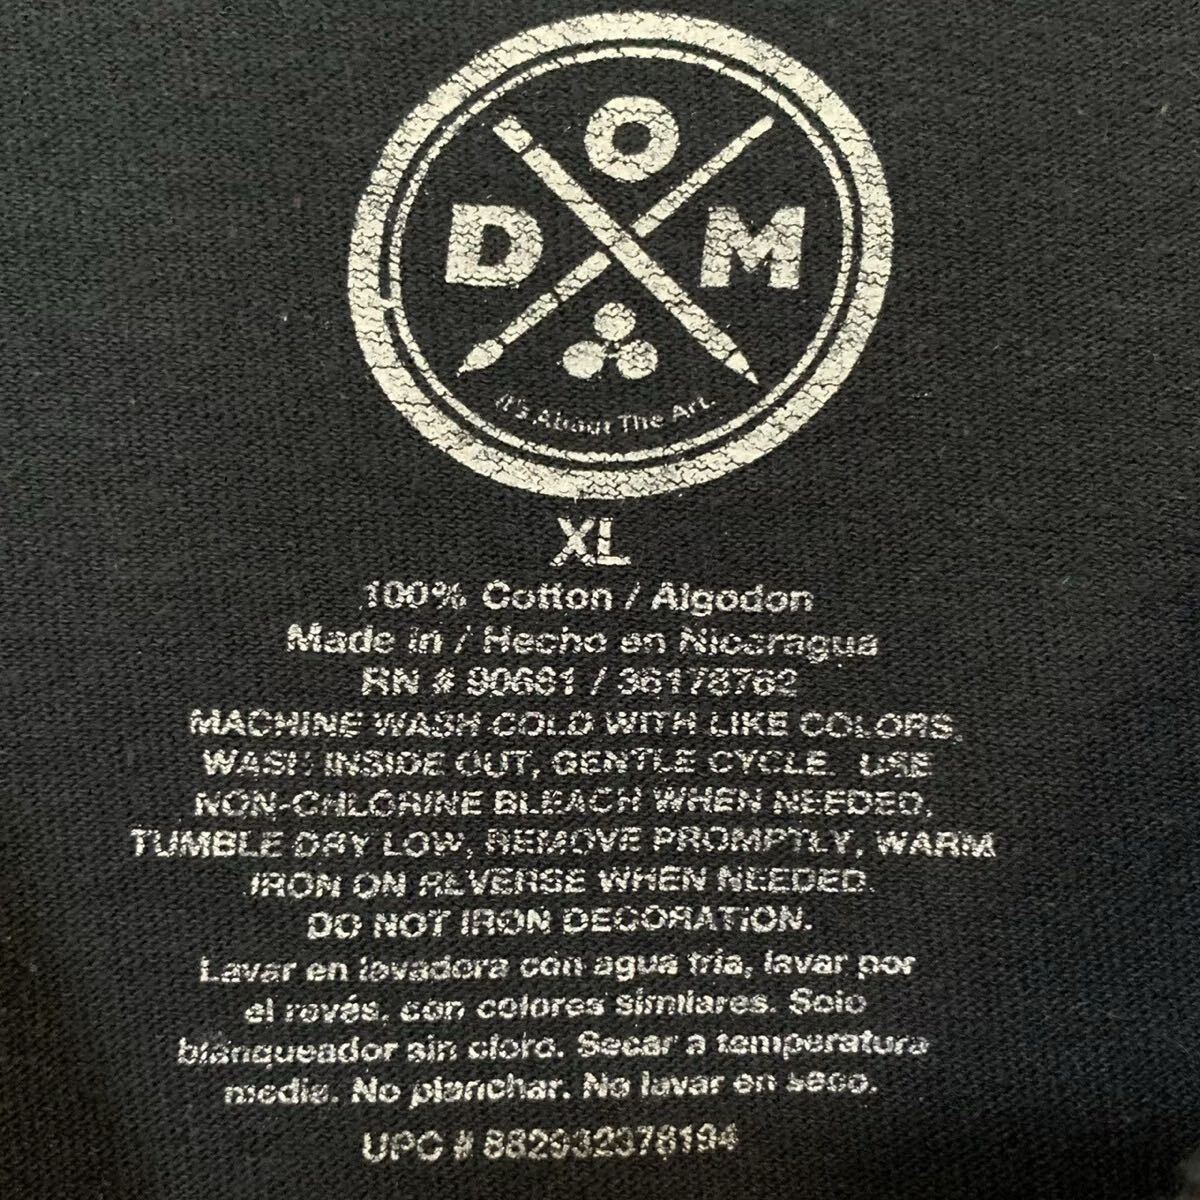 D O M
It's About The Art.
XL
100% Cotton / Algodon
Made in / Hecho en Nicaragua
RN # 90661 / 36178762
MACHINE WASH COLD WITH LIKE COLORS.
WASH INSIDE OUT, GENTLE CYCLE. USE
NON-CHLORINE BLEACH WHEN NEEDED.
TUMBLE DRY LOW, REMOVE PROMPTLY, WARM
IRON ON REVERSE WHEN NEEDED.
DO NOT IRON DECORATION.
Lavar en lavadora con agua fría, lavar por
el revés, con colores similares. Solo
blanqueador sin cloro. Secar a temperatura
media. No planchar. No lavar en seco.
UPC #